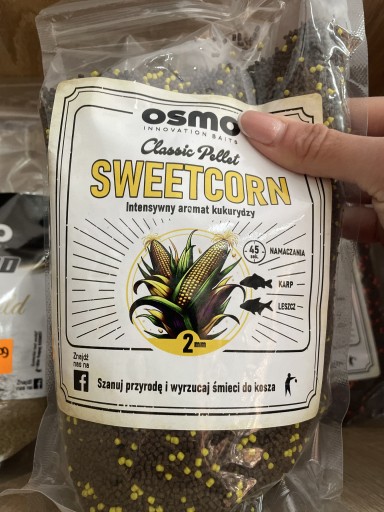 OSMO
INNOVATION BAITS
Classic Pellet
SWEETCORN
Intensywny aromat kukurydzy
45
sek.
NAMACZANIA
KARP
LESZCZ
2mm
Znajdź
nas na
Szanuj przyrodę i wyrzucaj śmieci do kosza